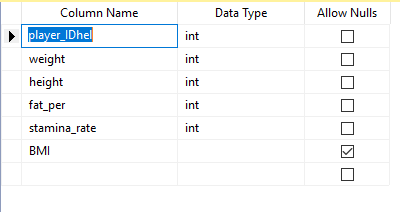 Column Name Data Type Allow Nulls
player_IDhel int
weight int
height int
fat_per int
stamina_rate int
BMI